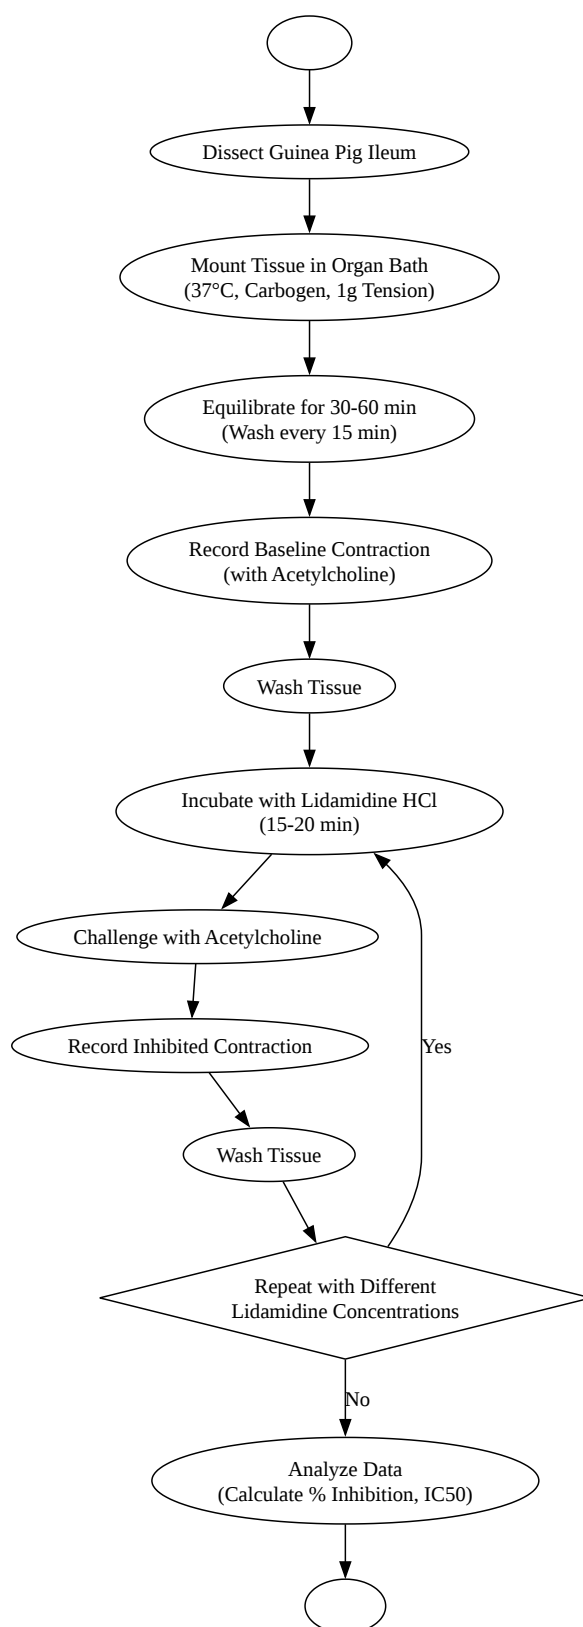 Dissect Guinea Pig Ileum
Mount Tissue in Organ Bath
(37°C, Carbogen, 1g Tension)
Equilibrate for 30-60 min
(Wash every 15 min)
Record Baseline Contraction
(with Acetylcholine)
Wash Tissue
Incubate with Lidamidine HCl
(15-20 min)
Challenge with Acetylcholine
Record Inhibited Contraction
Yes
Wash Tissue
Repeat with Different
Lidamidine Concentrations
No
Analyze Data
(Calculate % Inhibition, IC50)